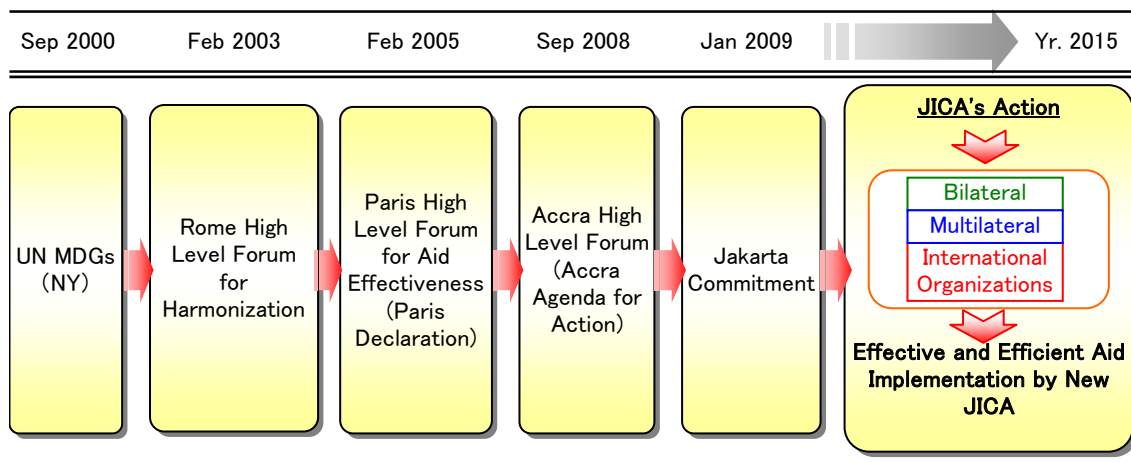 Sep 2000
Feb 2003
Feb 2005
Sep 2008
Jan 2009
Yr. 2015
UN MDGs
(NY)
Rome High
Level Forum
for
Harmonization
Paris High
Level Forum
for Aid
Effectiveness
(Paris
Declaration)
Accra High
Level Forum
(Accra
Agenda for
Action)
Jakarta
Commitment
JICA's Action
Bilateral
Multilateral
International
Organizations
Effective and Efficient Aid
Implementation by New
JICA